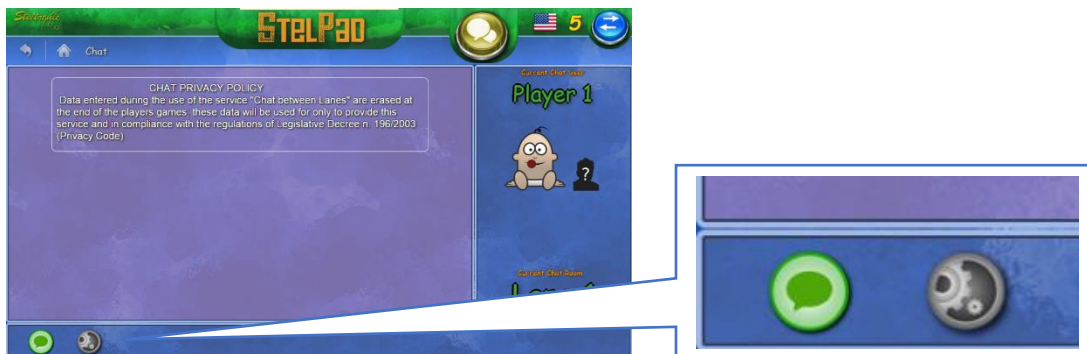 Steltronic
STELPAD
5
Chat
CHAT PRIVACY POLICY
Data entered during the use of the service "Chat between Lanes" are erased at
the end of the players games, these data will be used for only to provide this
service and in compliance with the regulations of Legislative Decree n. 196/2003
(Privacy Code)
Current Chat User
Player 1
?
Current Chat Room